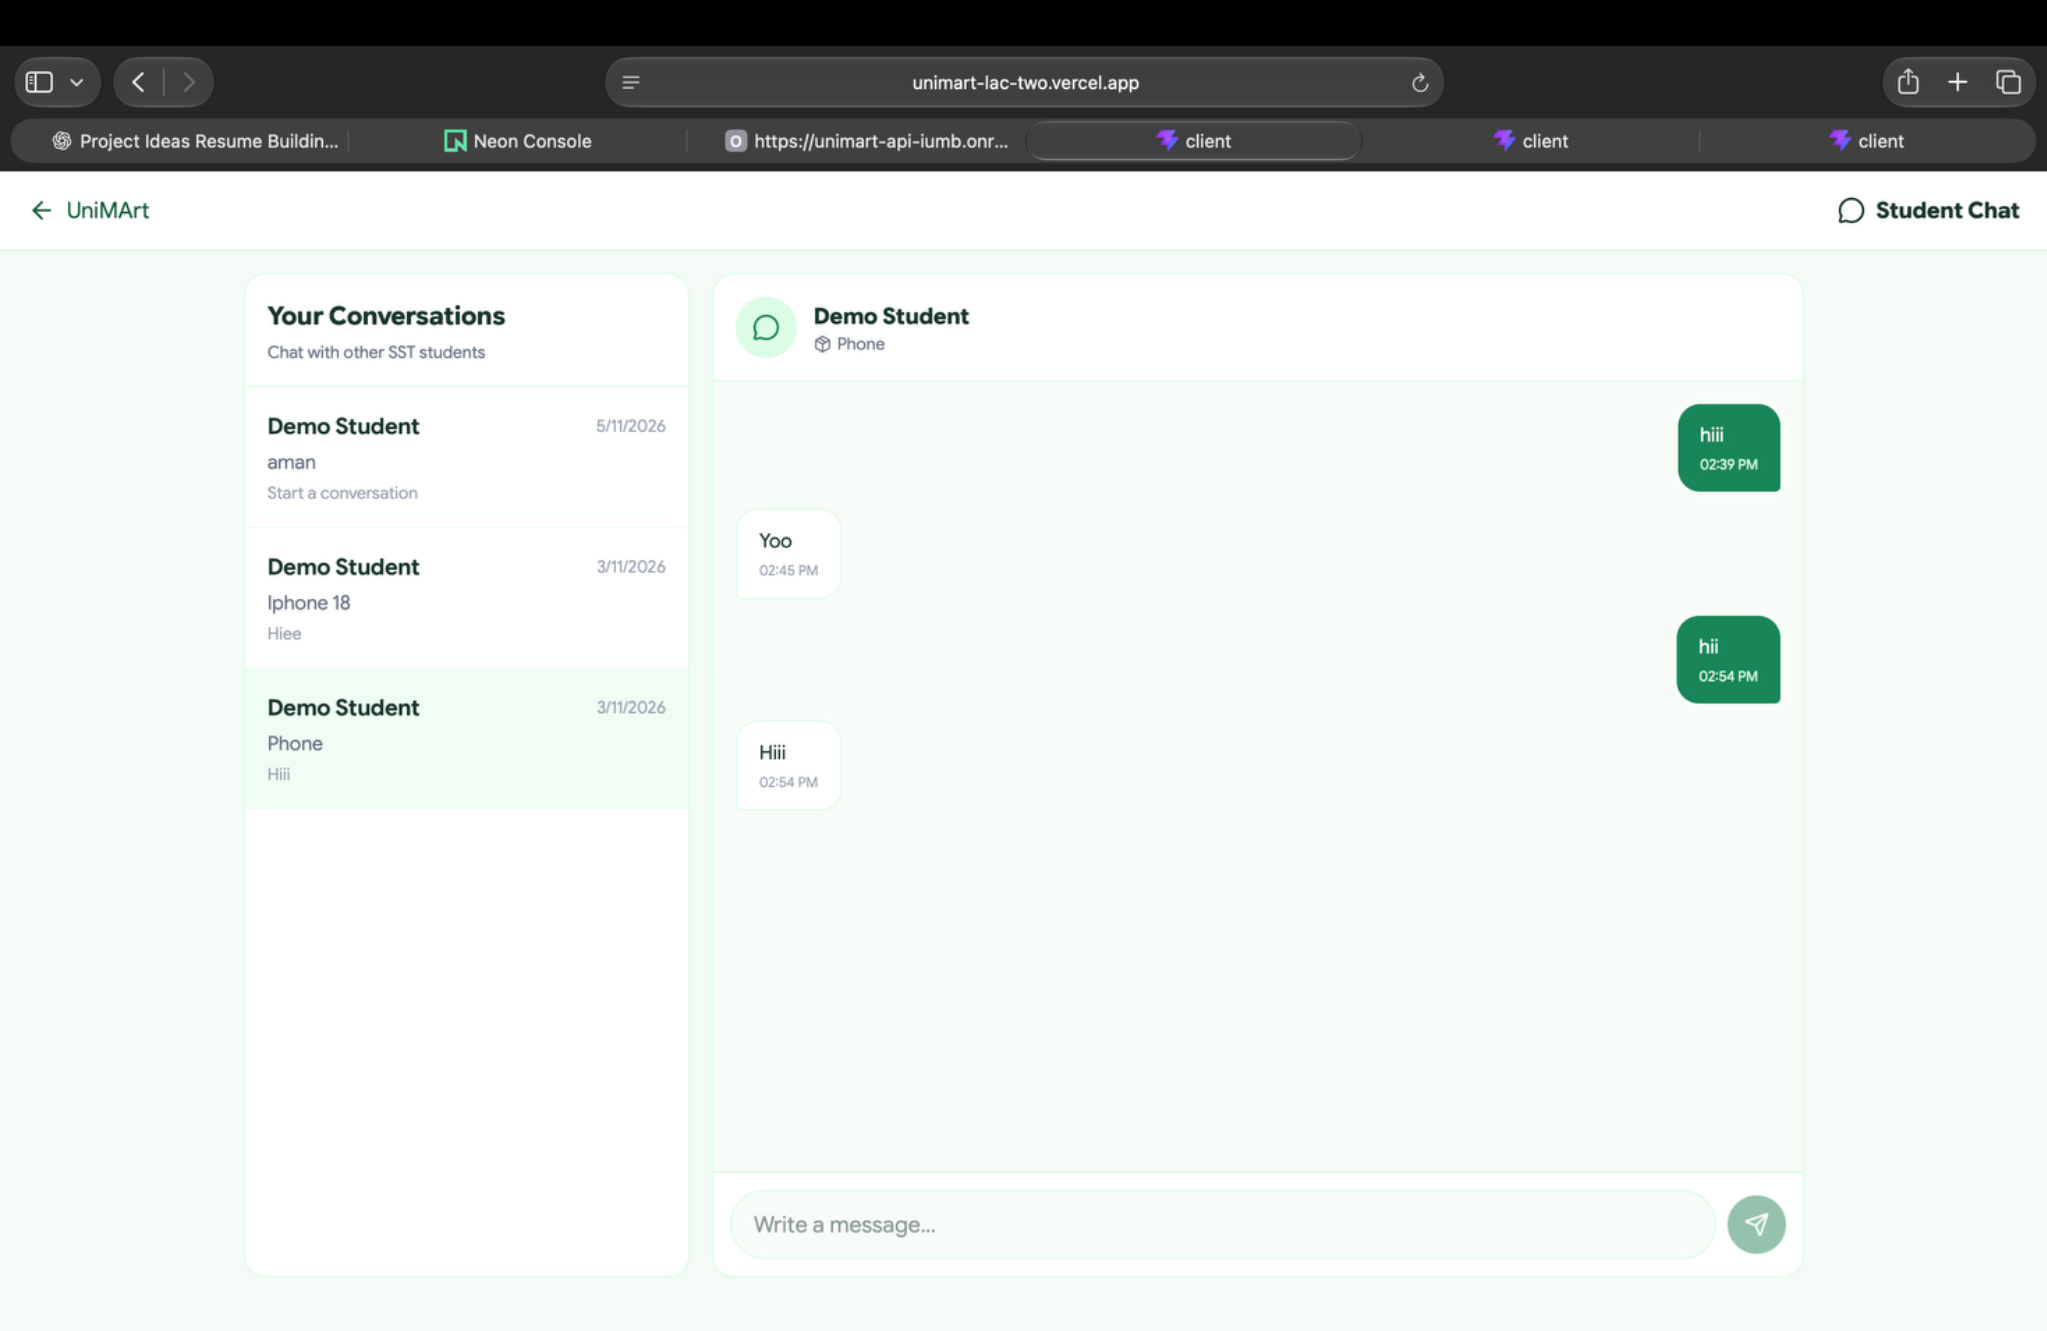 unimart-lac-two.vercel.app
Project Ideas Resume Buildin...
Neon Console
O https://unimart-api-iumb.onr...
client
client
client
UniMArt
Student Chat
Your Conversations
Chat with other SST students
Demo Student 5/11/2026
aman
Start a conversation
Demo Student 3/11/2026
Iphone 18
Hiee
Demo Student 3/11/2026
Phone
Hiii
Demo Student
Phone
hiii
02:39 PM
Yoo
02:45 PM
hii
02:54 PM
Hiii
02:54 PM
Write a message...